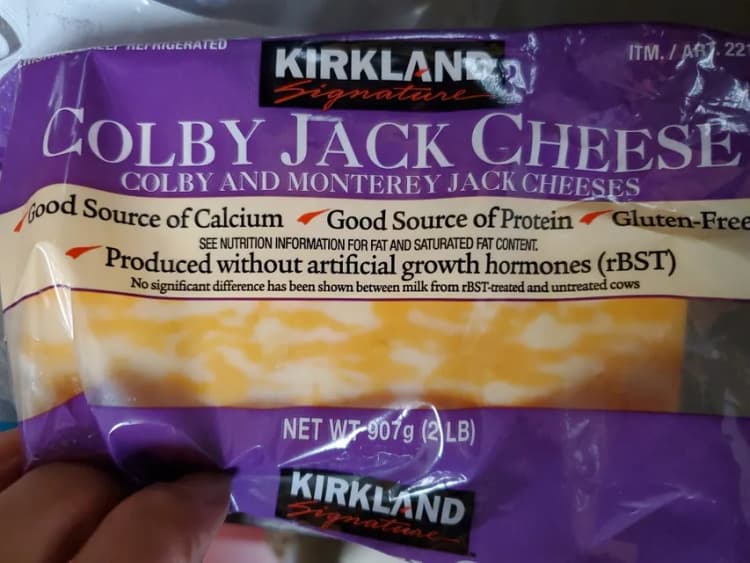 REFRIGERATED
KIRKLAND
Signature
ITM. / ART. 221
COLBY JACK CHEESE
COLBY AND MONTEREY JACK CHEESES
Good Source of Calcium Good Source of Protein Gluten-Free
SEE NUTRITION INFORMATION FOR FAT AND SATURATED FAT CONTENT.
Produced without artificial growth hormones (rBST)
No significant difference has been shown between milk from rBST-treated and untreated cows
NET WT 907g (2 LB)
KIRKLAND
Signature